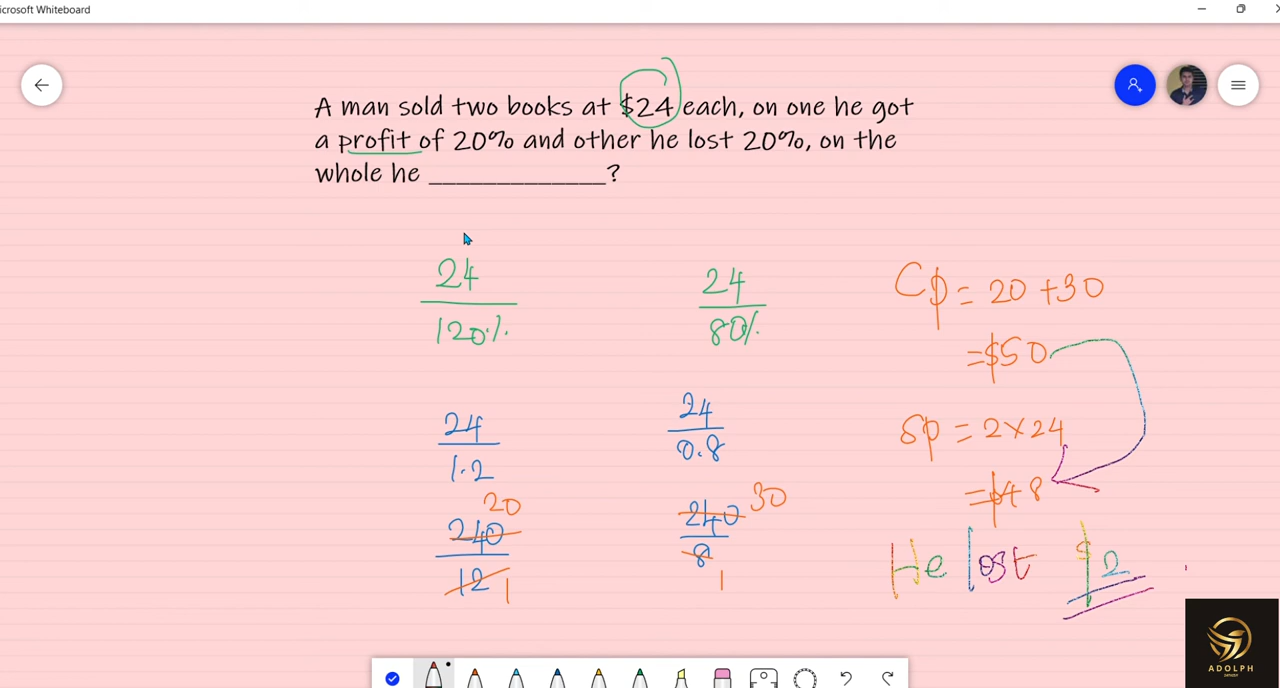 icrosoft Whiteboard
A man sold two books at $24 each, on one he got
a profit of 20% and other he lost 20%, on the
whole he _____________?
24
120%
24
80%
24
1.2
24
0.8
20
240
12
1
240
30
8
1
Cp = 20 + 30
= $50
Sp = 2 × 24
= $48
He lost $2
ADOLPH